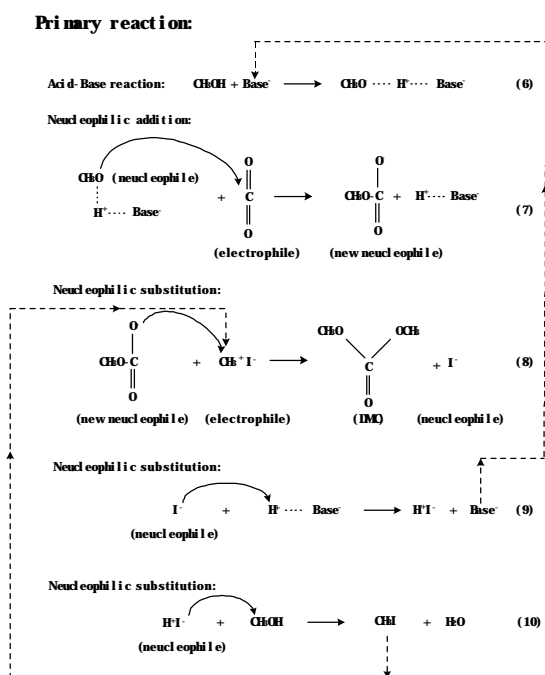 Primary reaction:
Acid-Base reaction: CH₃OH + Base⁻ CH₃O⁻ H⁺ Base⁻ (6)
Neucleophilic addition:
O O
CH₃O⁻ (neucleophile)
+ C CH₃O-C + H⁺ Base⁻
H⁺ Base⁻ (7)
O O
(electrophile) (new neucleophile)
Neucleophilic substitution:
O CH₃O OCH₃
CH₃O-C + CH₃⁺I⁻ C + I⁻ (8)
O O
(new neucleophile) (electrophile) (DMC) (neucleophile)
Neucleophilic substitution:
I⁻ + H⁺ Base⁻ H⁺I⁻ + Base⁻ (9)
(neucleophile)
Neucleophilic substitution:
H⁺I⁻ + CH₃OH CH₃I + H₂O (10)
(neucleophile)